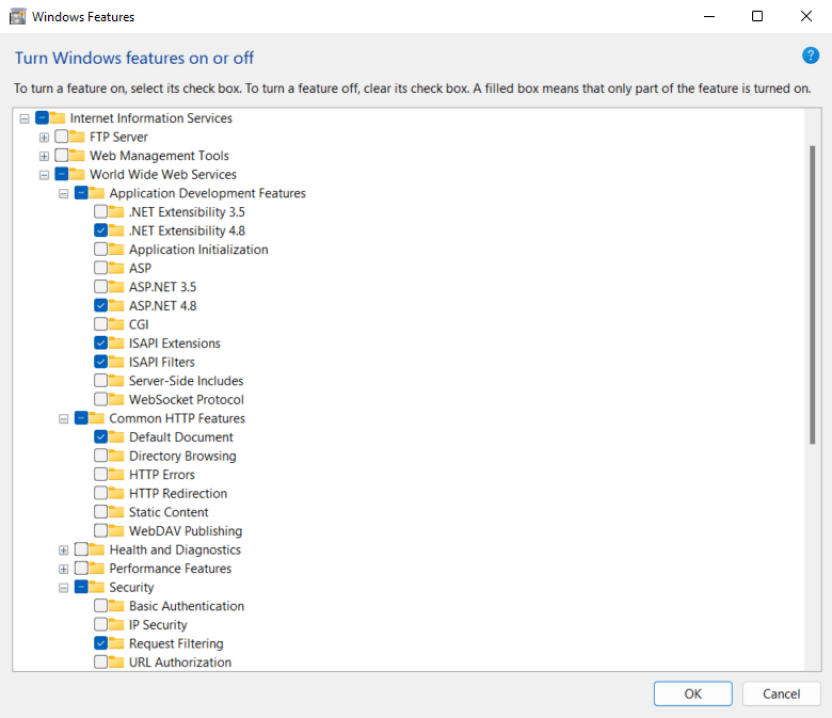 Windows Features
Turn Windows features on or off
To turn a feature on, select its check box. To turn a feature off, clear its check box. A filled box means that only part of the feature is turned on.
Internet Information Services
FTP Server
Web Management Tools
World Wide Web Services
Application Development Features
.NET Extensibility 3.5
.NET Extensibility 4.8
Application Initialization
ASP
ASP.NET 3.5
ASP.NET 4.8
CGI
ISAPI Extensions
ISAPI Filters
Server-Side Includes
WebSocket Protocol
Common HTTP Features
Default Document
Directory Browsing
HTTP Errors
HTTP Redirection
Static Content
WebDAV Publishing
Health and Diagnostics
Performance Features
Security
Basic Authentication
IP Security
Request Filtering
URL Authorization
OK Cancel